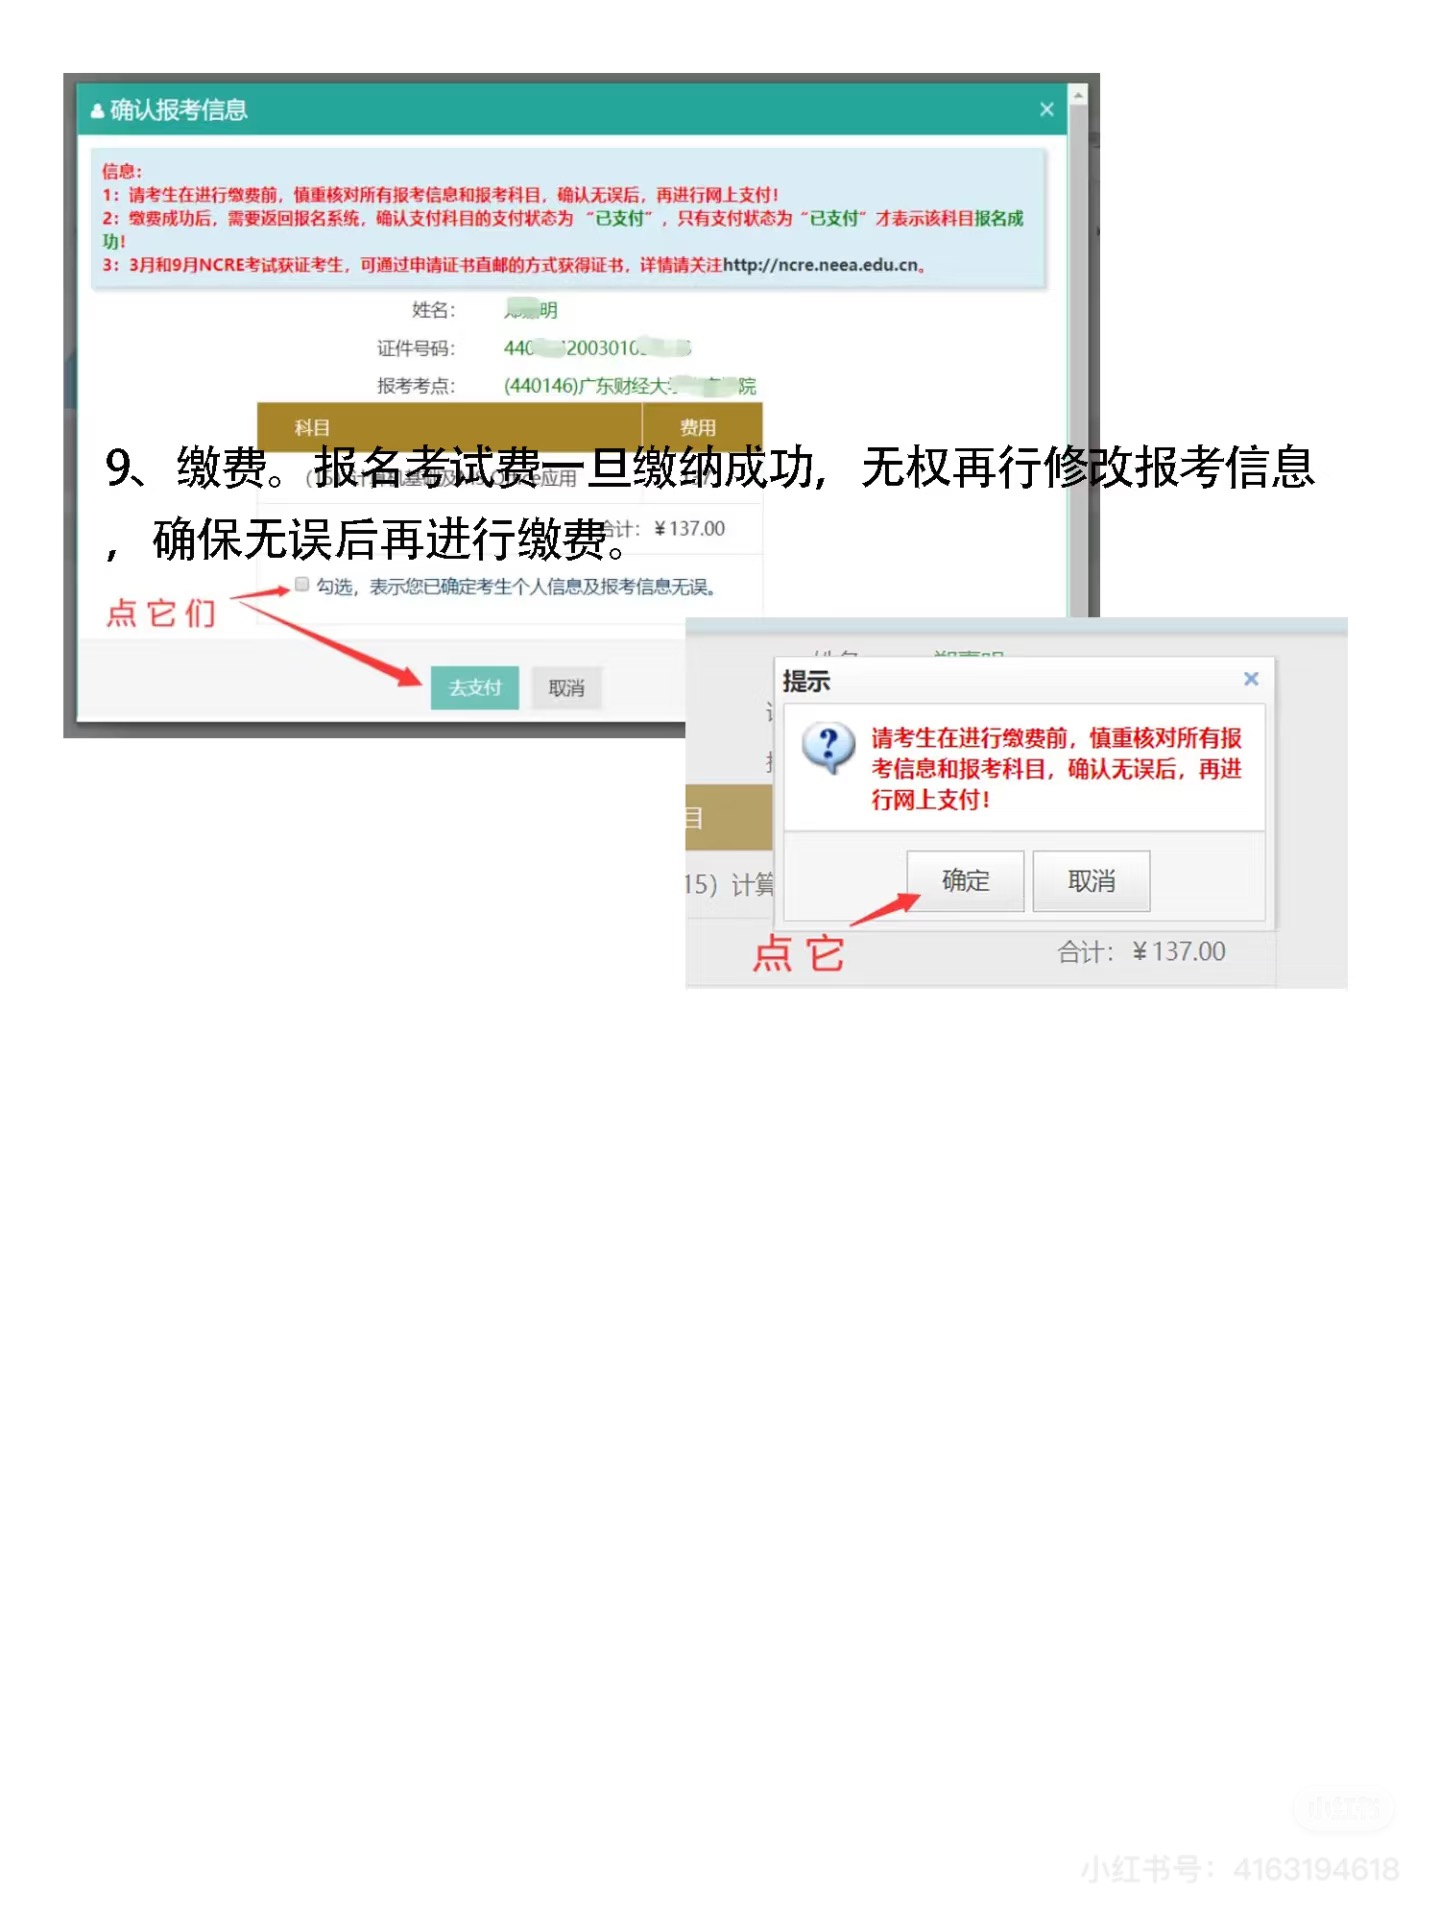 确认报考信息
信息：
1：请考生在进行缴费前，慎重核对所有报考信息和报考科目，确认无误后，再进行网上支付！
2：缴费成功后，需要返回报名系统，确认支付科目的支付状态为 “已支付”，只有支付状态为“已支付”才表示该科目报名成
功！
3：3月和9月NCRE考试获证考生，可通过申请证书直邮的方式获得证书，详情请关注http://ncre.neea.edu.cn。
姓名： 明
证件号码： 440 2003010
报考考点： (440146)广东财经大 院
科目 费用
应用
9、缴费。报名考试费一旦缴纳成功，无权再行修改报考信息
，确保无误后再进行缴费。
合计：￥137.00
勾选，表示您已确定考生个人信息及报考信息无误。
点它们
去支付 取消
提示
请考生在进行缴费前，慎重核对所有报
考信息和报考科目，确认无误后，再进
行网上支付！
目
15）计算
确定 取消
点它
合计：￥137.00
小红书
小红书号：4163194618